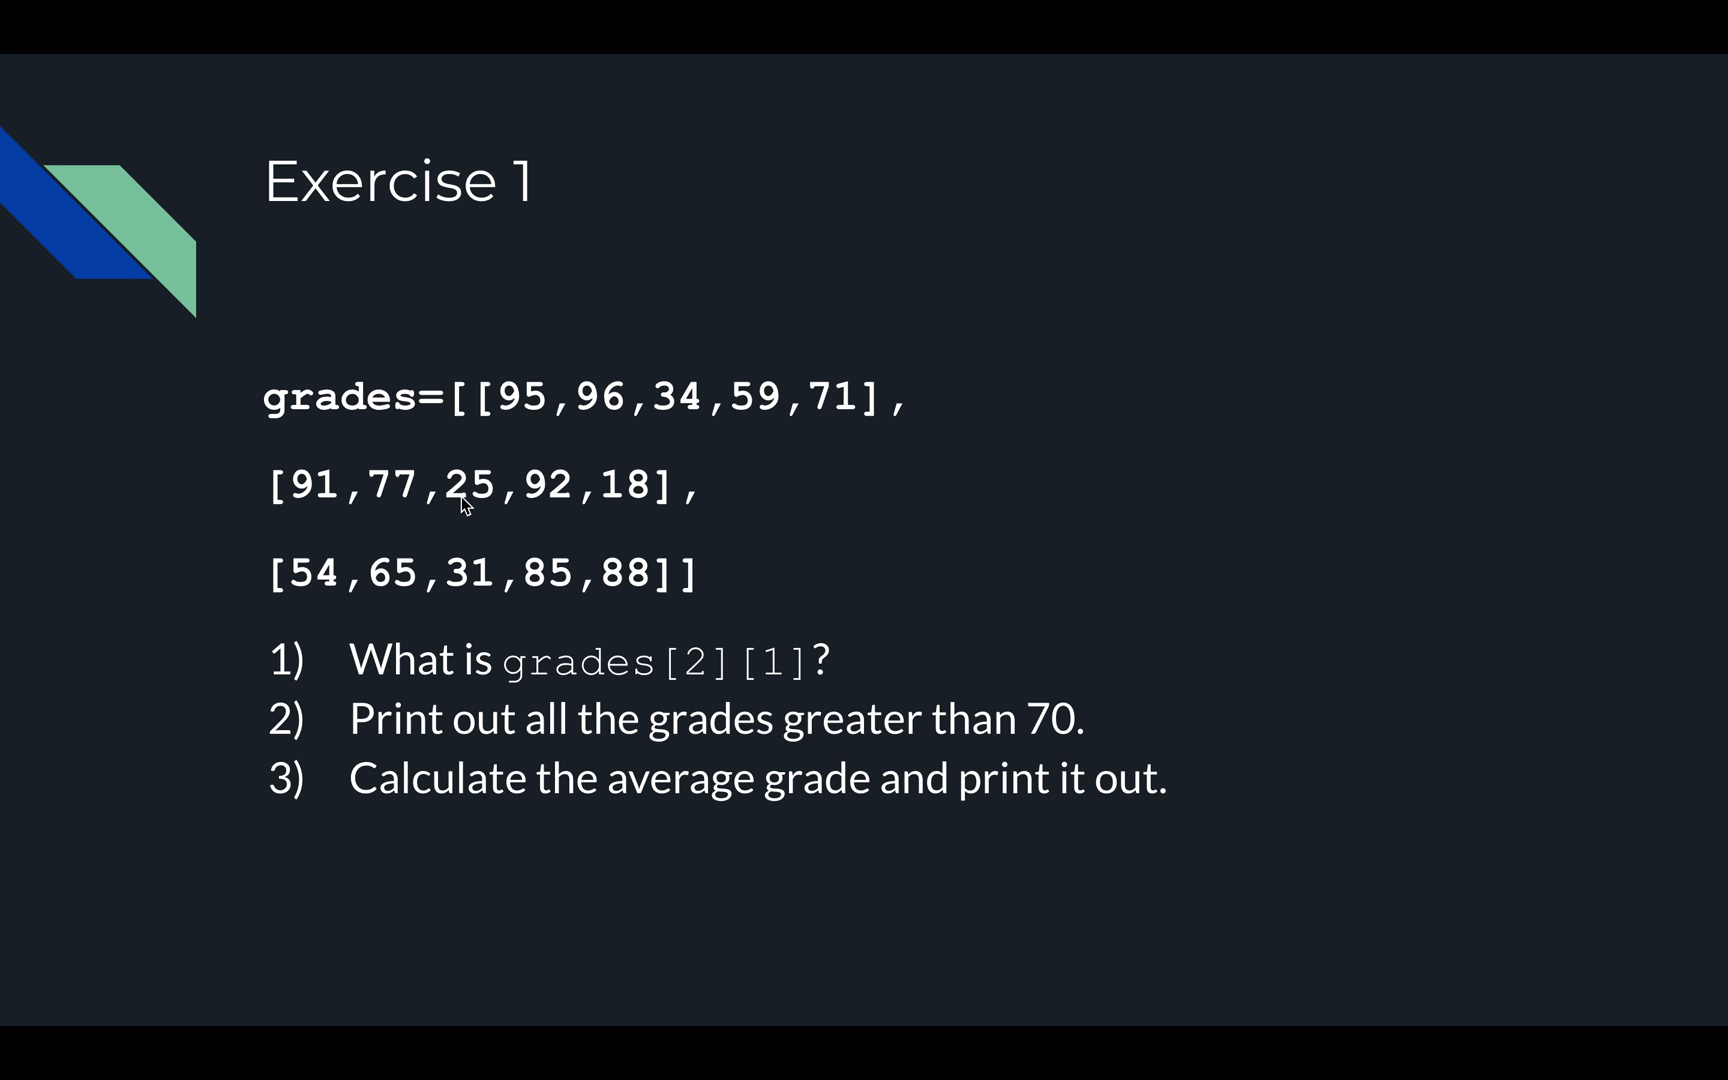 Exercise 1
grades=[[95,96,34,59,71],
[91,77,25,92,18],
[54,65,31,85,88]]
1) What is grades[2][1]?
2) Print out all the grades greater than 70.
3) Calculate the average grade and print it out.